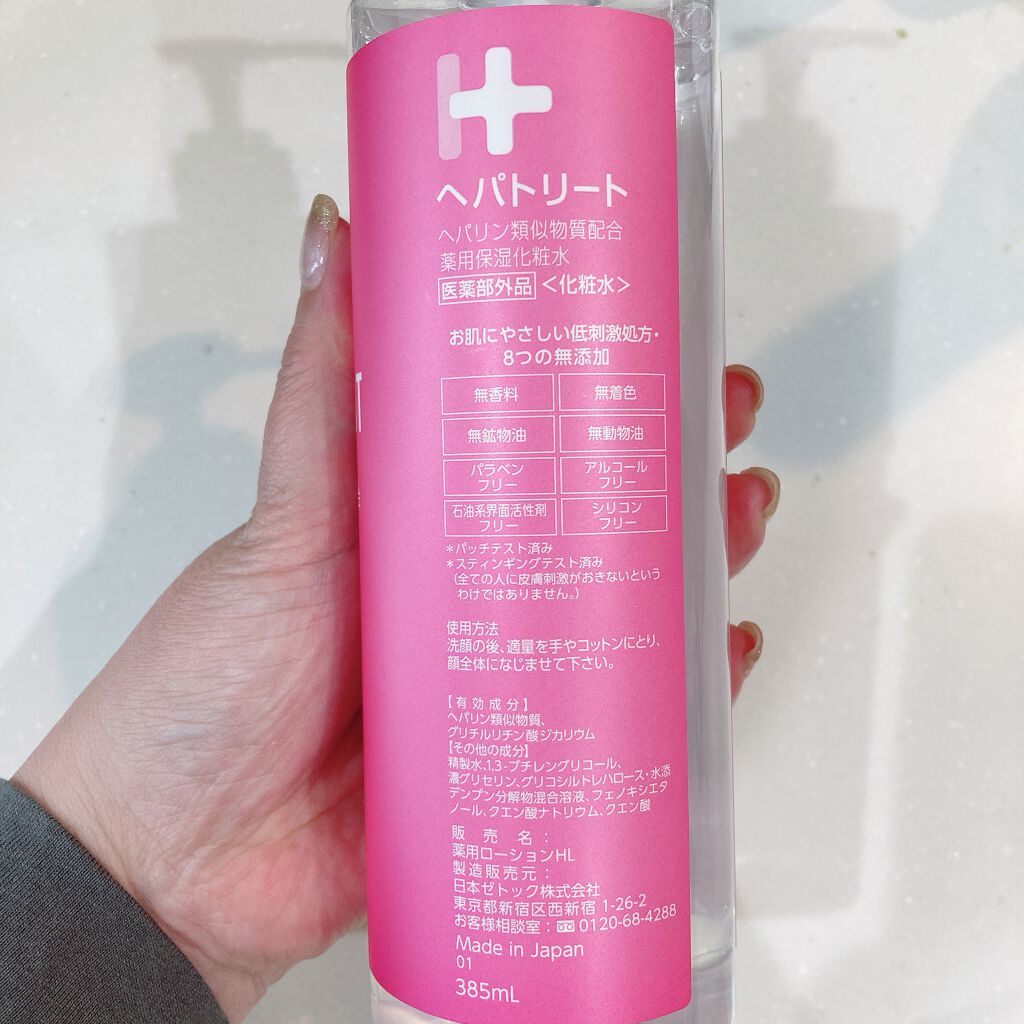 H
ヘパトリート
ヘパリン類似物質配合
薬用保湿化粧水
医薬部外品 <化粧水>
お肌にやさしい低刺激処方・
8つの無添加
無香料 無着色
無鉱物油 無動物油
パラベン
フリー
アルコール
フリー
石油系界面活性剤
フリー
シリコン
フリー
*パッチテスト済み
*スティンギングテスト済み
(全ての人に皮膚刺激がおきないという
わけではありません。)
使用方法
洗顔の後、適量を手やコットンにとり、
顔全体になじませて下さい。
【有効成分】
ヘパリン類似物質、
グリチルリチン酸ジカリウム
【その他の成分】
精製水、1,3-ブチレングリコール、
濃グリセリン、グリコシルトレハロース・水添
デンプン分解物混合溶液、フェノキシエタ
ノール、クエン酸ナトリウム、クエン酸
販売名:
薬用ローションHL
製造販売元:
日本ゼトック株式会社
東京都新宿区西新宿 1-26-2
お客様相談室: 0120-68-4288
Made in Japan
01
385mL
T